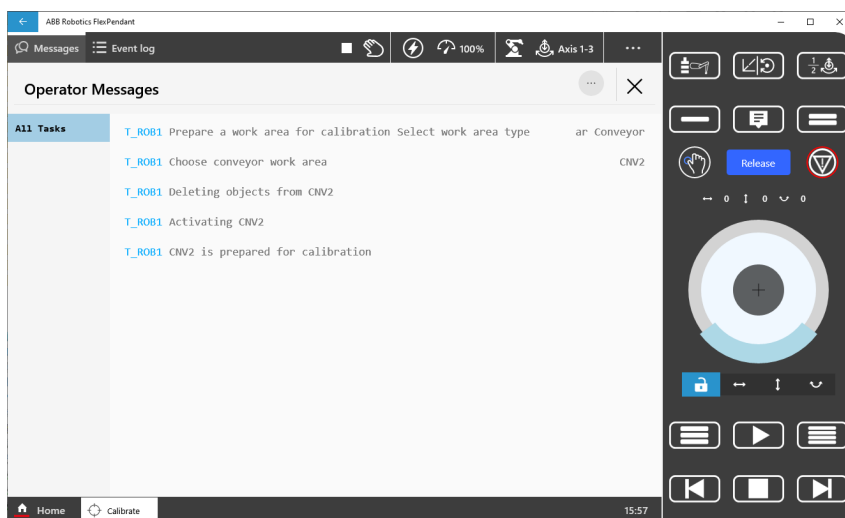 ABB Robotics FlexPendant
Messages Event log 100% Axis 1-3 ...
Operator Messages ...
All Tasks
T_ROB1 Prepare a work area for calibration Select work area type ar Conveyor
T_ROB1 Choose conveyor work area CNV2
T_ROB1 Deleting objects from CNV2
T_ROB1 Activating CNV2
T_ROB1 CNV2 is prepared for calibration
Home Calibrate 15:57
1/2
Release
0 0 0